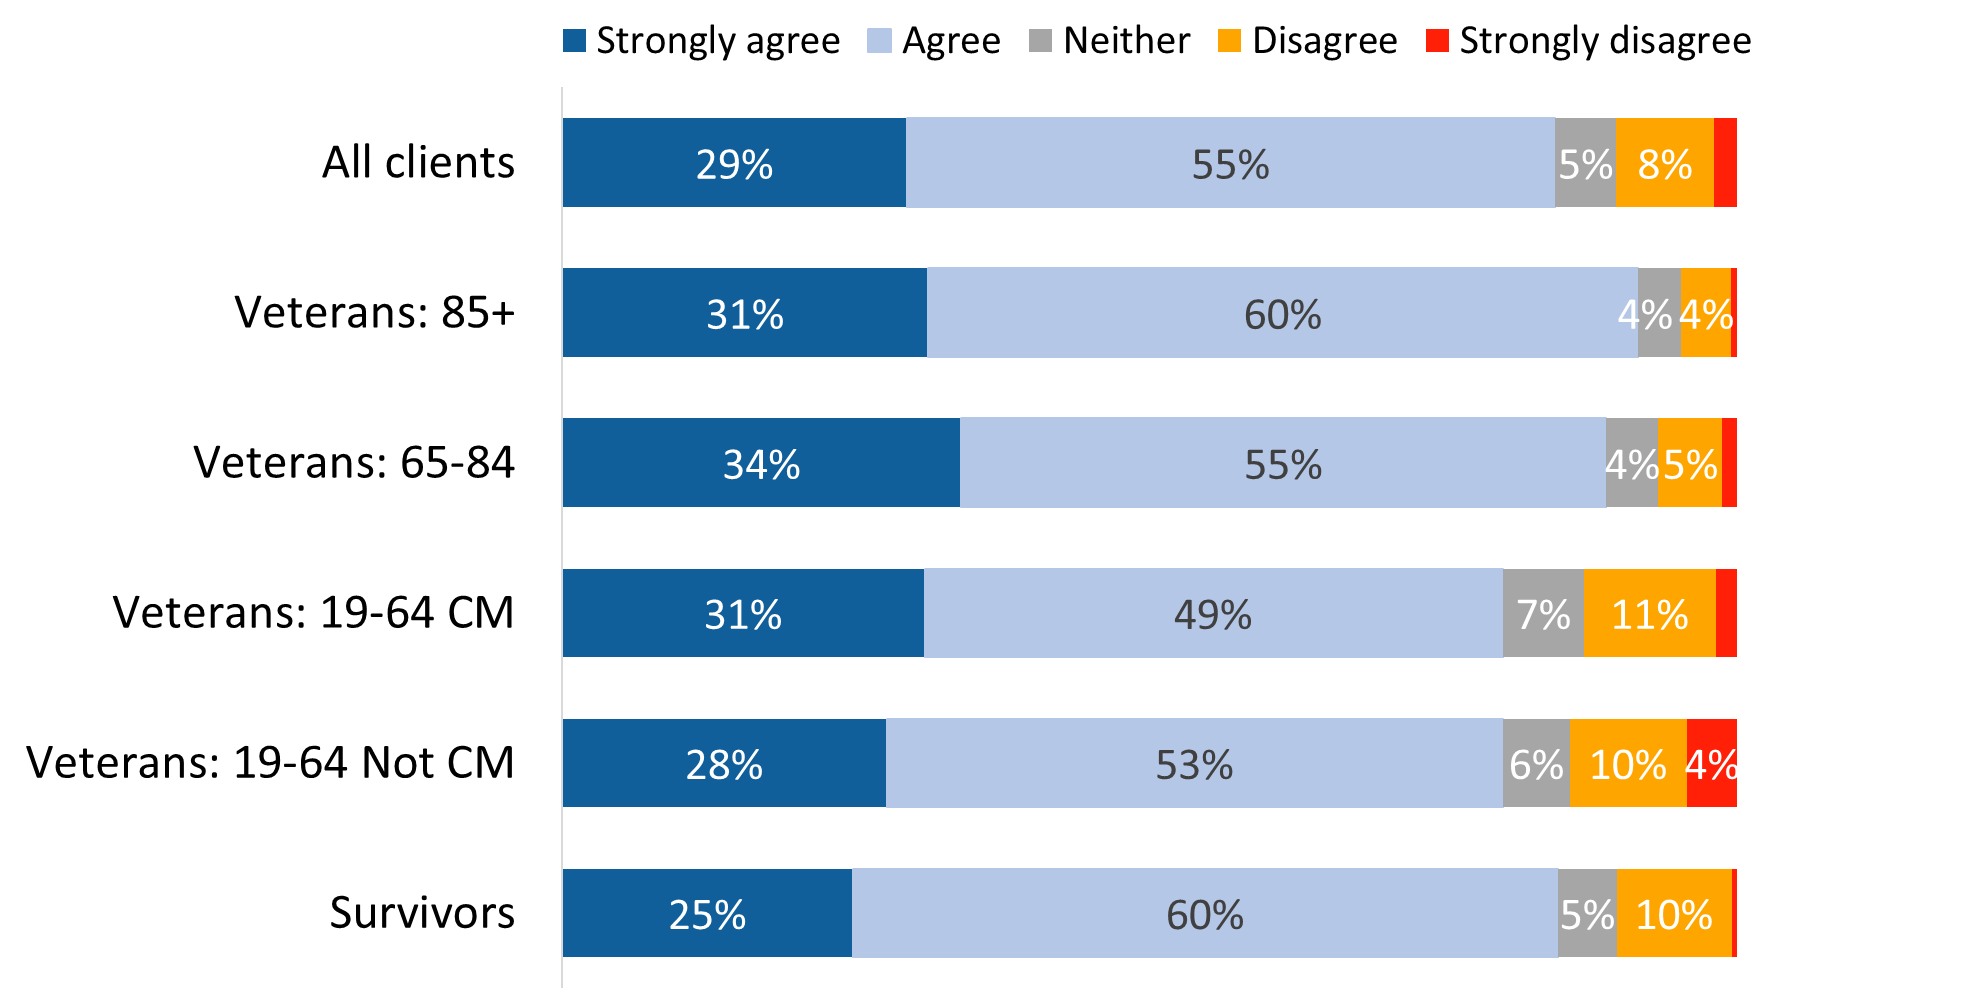 Strongly agree Agree Neither Disagree Strongly disagree
All clients 29% 55% 5% 8%
Veterans: 85+ 31% 60% 4% 4%
Veterans: 65-84 34% 55% 4% 5%
Veterans: 19-64 CM 31% 49% 7% 11%
Veterans: 19-64 Not CM 28% 53% 6% 10% 4%
Survivors 25% 60% 5% 10%